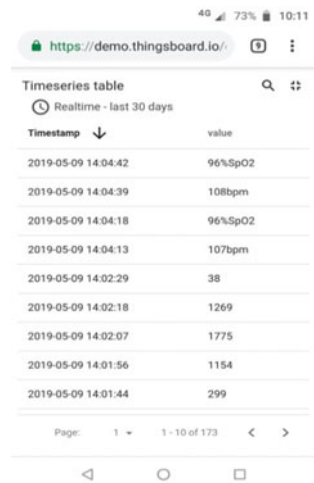 4G 73% 10:11
https://demo.thingsboard.io/ 9
Timeseries table
Realtime - last 30 days
Timestamp value
2019-05-09 14:04:42 96%SpO2
2019-05-09 14:04:39 108bpm
2019-05-09 14:04:18 96%SpO2
2019-05-09 14:04:13 107bpm
2019-05-09 14:02:29 38
2019-05-09 14:02:18 1269
2019-05-09 14:02:07 1775
2019-05-09 14:01:56 1154
2019-05-09 14:01:44 299
Page: 1 1 - 10 of 173